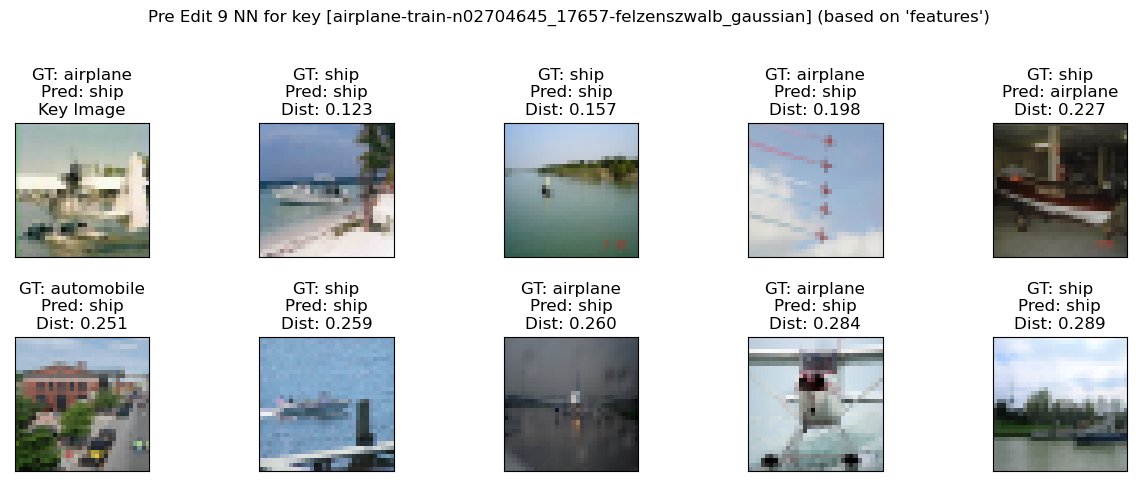 Pre Edit 9 NN for key [airplane-train-n02704645_17657-felzenszwalb_gaussian] (based on 'features')
GT: airplane
Pred: ship
Key Image
GT: ship
Pred: ship
Dist: 0.123
GT: ship
Pred: ship
Dist: 0.157
GT: airplane
Pred: ship
Dist: 0.198
GT: ship
Pred: airplane
Dist: 0.227
GT: automobile
Pred: ship
Dist: 0.251
GT: ship
Pred: ship
Dist: 0.259
GT: airplane
Pred: ship
Dist: 0.260
GT: airplane
Pred: ship
Dist: 0.284
GT: ship
Pred: ship
Dist: 0.289